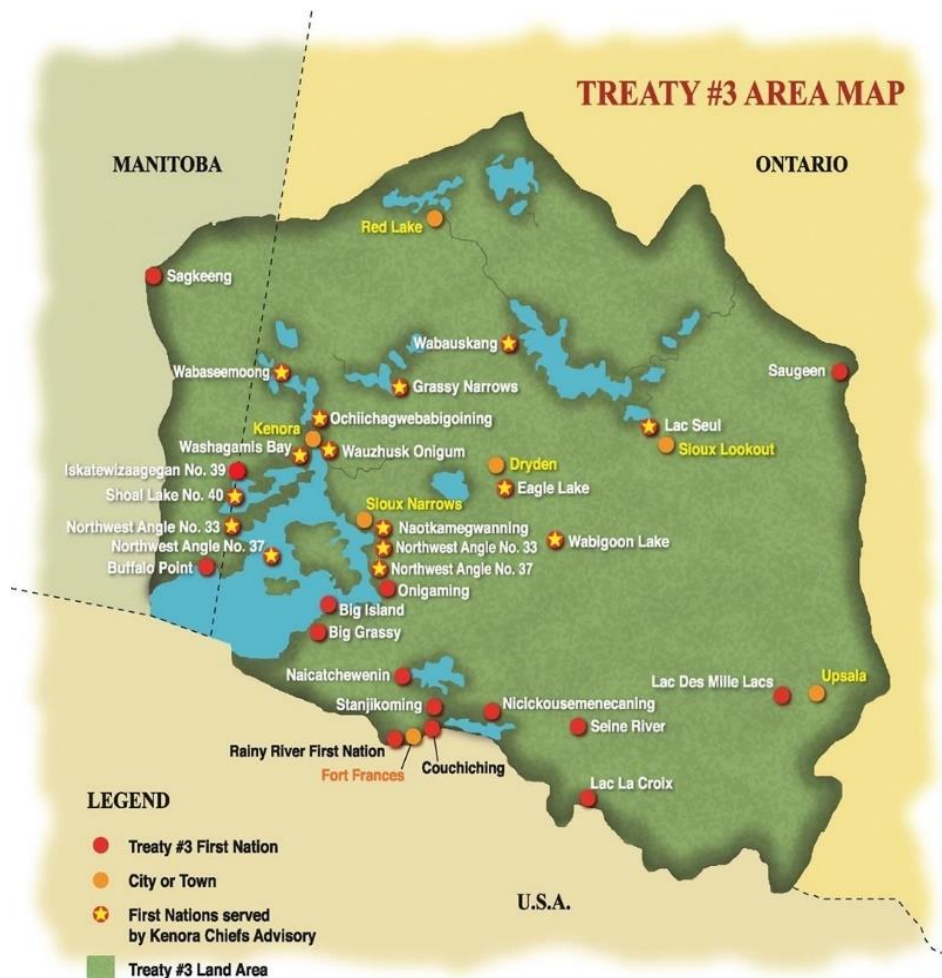 TREATY #3 AREA MAP
MANITOBA
ONTARIO
Red Lake
Sagkeeng
Wabauskang
Wabaseemoong
Saugeen
Grassy Narrows
Ochiichagwebabigoining
Lac Seul
Kenora
Washagamis Bay
Wauzhusk Onigum
Sioux Lookout
Iskatewizaagegan No. 39
Dryden
Shoal Lake No. 40
Eagle Lake
Sioux Narrows
Northwest Angle No. 33
Naotkamegwanning
Northwest Angle No. 37
Northwest Angle No. 33
Wabigoon Lake
Buffalo Point
Northwest Angle No. 37
Onigaming
Big Island
Big Grassy
Naicatchewenin
Lac Des Mille Lacs
Upsala
Stanjikoming
Nicickousemenecaning
Seine River
Rainy River First Nation
Couchiching
Fort Frances
Lac La Croix
LEGEND
Treaty #3 First Nation
City or Town
First Nations served
by Kenora Chiefs Advisory
Treaty #3 Land Area
U.S.A.